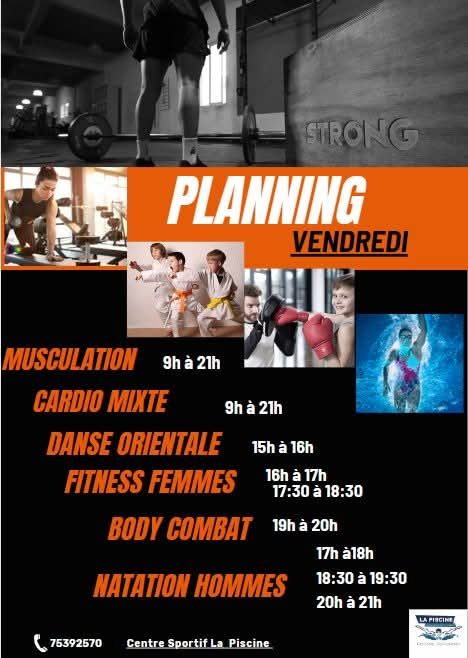 STRONG
PLANNING
VENDREDI
MUSCULATION 9h à 21h
CARDIO MIXTE 9h à 21h
DANSE ORIENTALE 15h à 16h
FITNESS FEMMES 16h à 17h
17:30 à 18:30
BODY COMBAT 19h à 20h
17h à18h
NATATION HOMMES 18:30 à 19:30
20h à 21h
75392570 Centre Sportif La Piscine
LA PISCINE